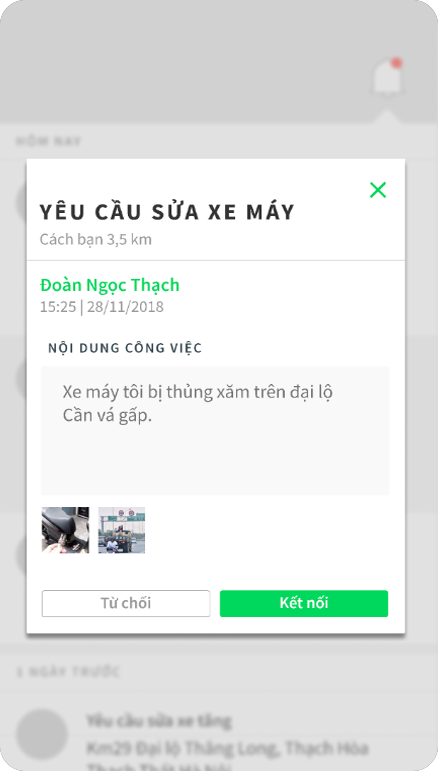 HÔM NAY
YÊU CẦU SỬA XE MÁY
Cách bạn 3,5 km
Đoàn Ngọc Thạch
15:25 | 28/11/2018
NỘI DUNG CÔNG VIỆC
Xe máy tôi bị thủng xăm trên đại lộ
Cần vá gấp.
Từ chối
Kết nối
NGÀY TRƯỚC
Yêu cầu sửa xe tăng
Km29 Đại lộ Thăng Long, Thạch Hòa
Thạch Thất Hà Nội